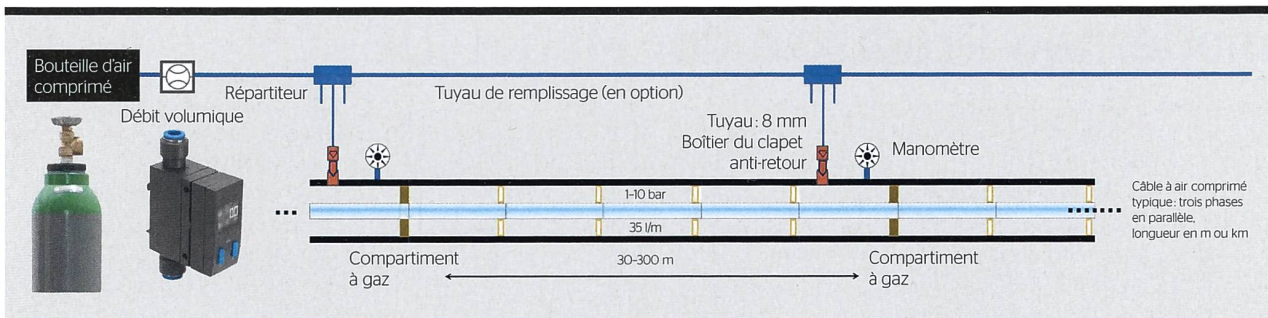 Bouteille d'air
comprimé
Débit volumique
Répartiteur
Tuyau de remplissage (en option)
Tuyau: 8 mm
Boîtier du clapet
anti-retour
Manomètre
1–10 bar
35 l/m
Câble à air comprimé
typique: trois phases
en parallèle,
longueur en m ou km
Compartiment
à gaz
30–300 m
Compartiment
à gaz